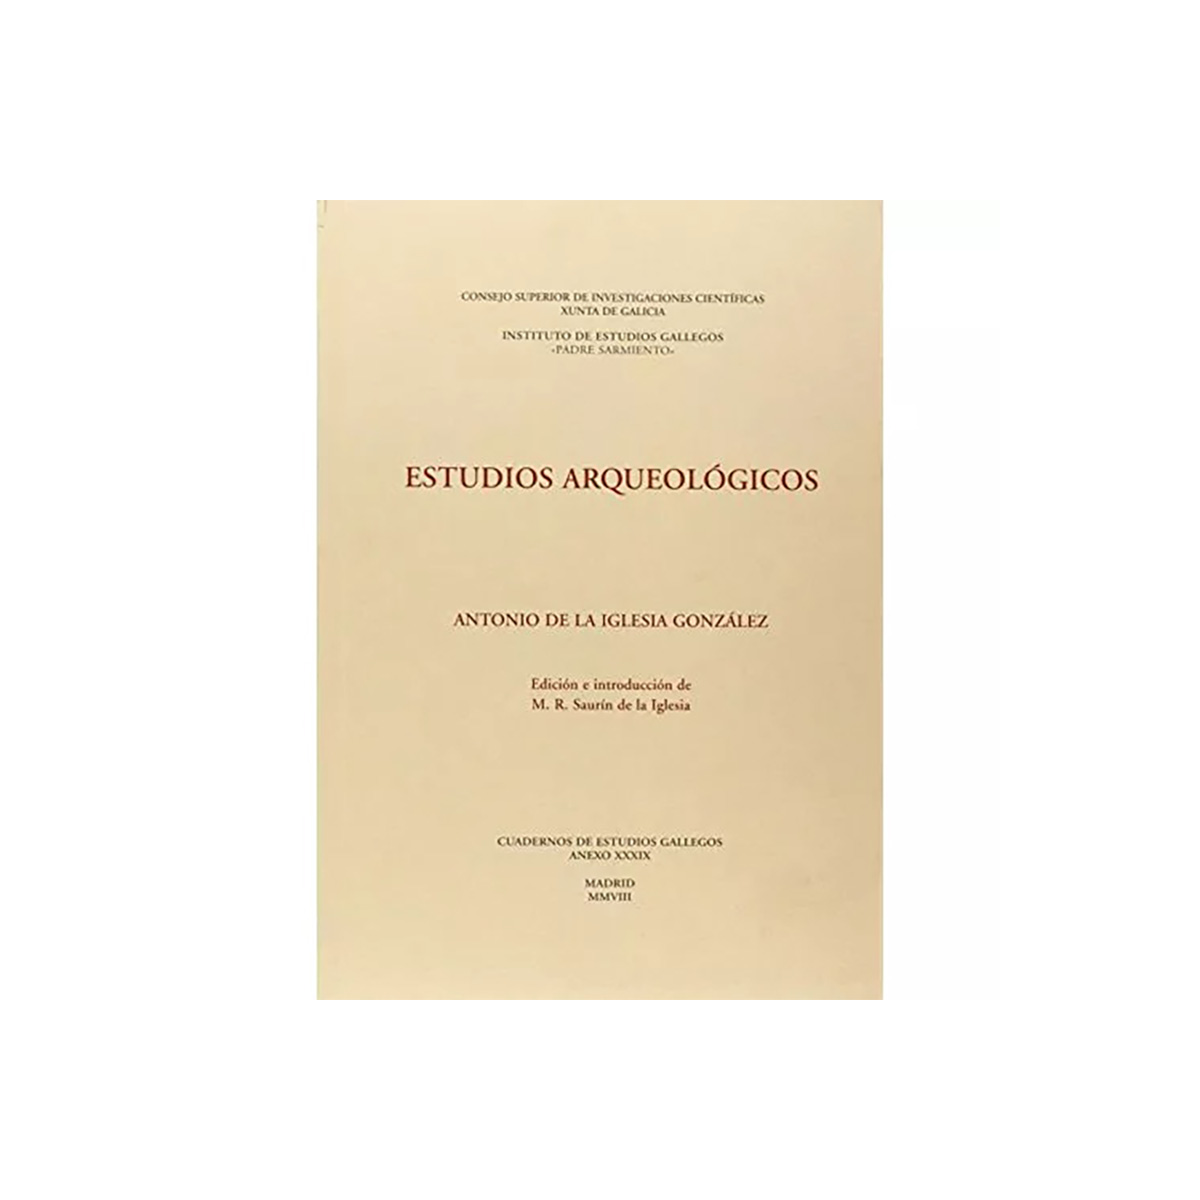 CONSEJO SUPERIOR DE INVESTIGACIONES CIENTÍFICAS
XUNTA DE GALICIA
INSTITUTO DE ESTUDIOS GALLEGOS
«PADRE SARMIENTO»
ESTUDIOS ARQUEOLÓGICOS
ANTONIO DE LA IGLESIA GONZÁLEZ
Edición e introducción de
M. R. Saurín de la Iglesia
CUADERNOS DE ESTUDIOS GALLEGOS
ANEXO XXXIX
MADRID
MMVIII